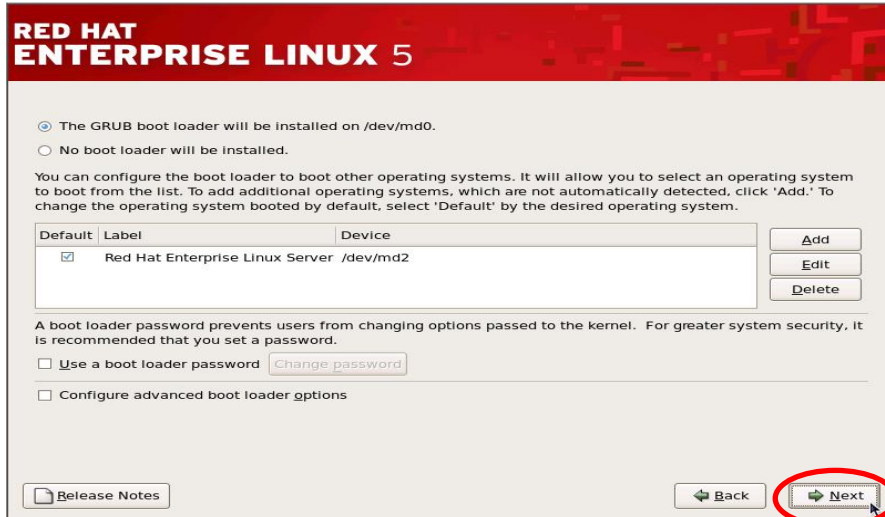 RED HAT
ENTERPRISE LINUX 5
The GRUB boot loader will be installed on /dev/md0.
No boot loader will be installed.
You can configure the boot loader to boot other operating systems. It will allow you to select an operating system
to boot from the list. To add additional operating systems, which are not automatically detected, click 'Add.' To
change the operating system booted by default, select 'Default' by the desired operating system.
Default Label Device
Red Hat Enterprise Linux Server /dev/md2
Add
Edit
Delete
A boot loader password prevents users from changing options passed to the kernel. For greater system security, it
is recommended that you set a password.
Use a boot loader password Change password
Configure advanced boot loader options
Release Notes Back Next